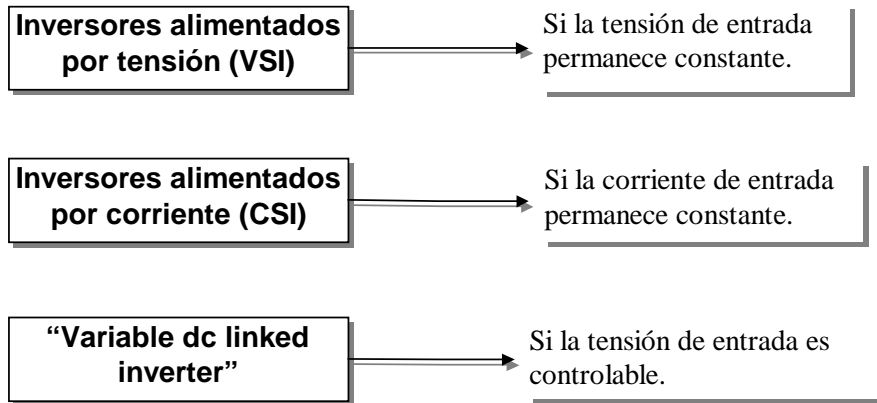 Inversores alimentados
por tensión (VSI)
Si la tensión de entrada
permanece constante.
Inversores alimentados
por corriente (CSI)
Si la corriente de entrada
permanece constante.
“Variable dc linked
inverter”
Si la tensión de entrada es
controlable.